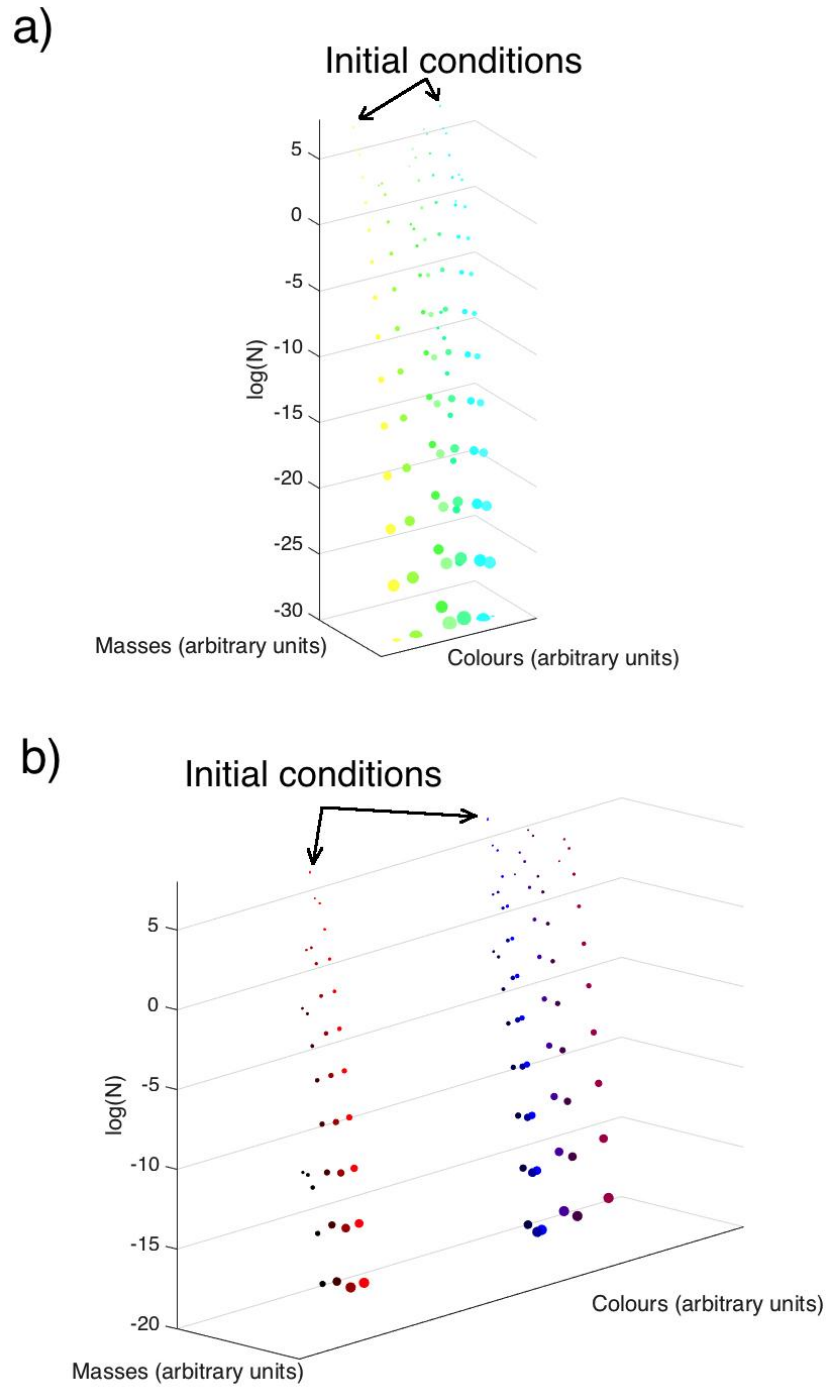 a)
Initial conditions
5
0
-5
-10
log(N)
-15
-20
-25
-30
Masses (arbitrary units)
Colours (arbitrary units)
b)
Initial conditions
5
0
-5
log(N)
-10
-15
-20
Colours (arbitrary units)
Masses (arbitrary units)